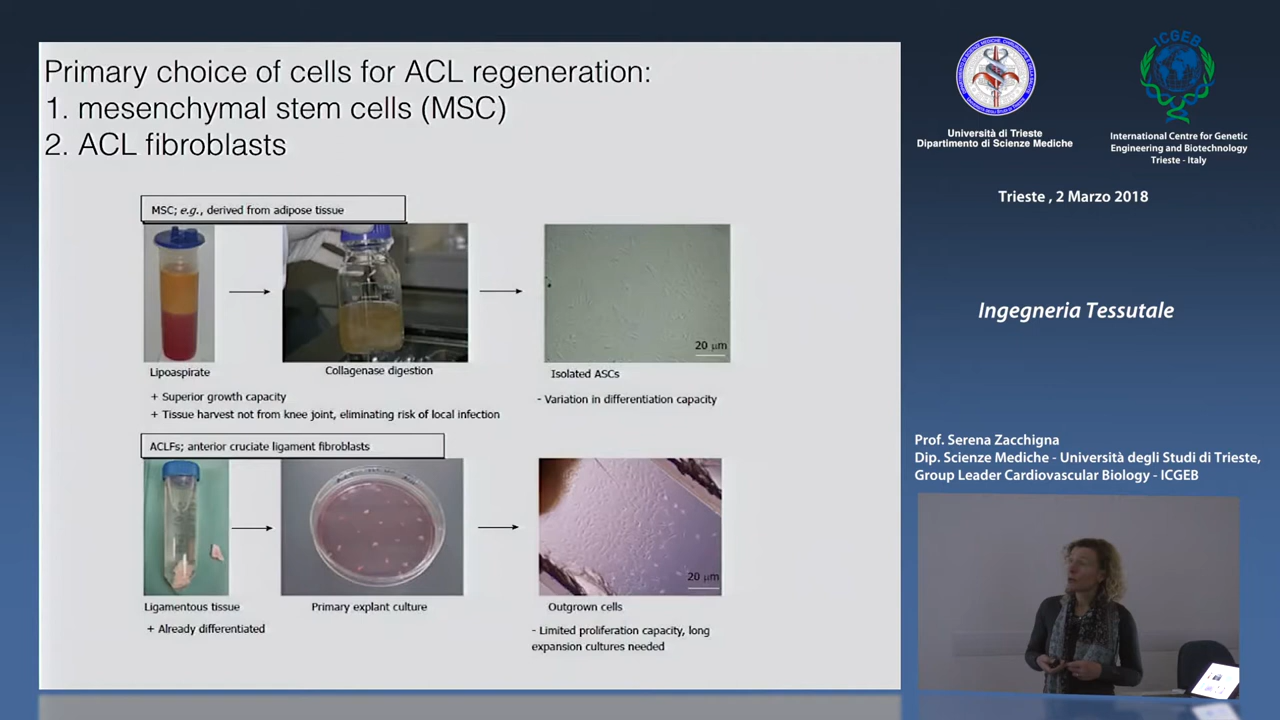 Primary choice of cells for ACL regeneration:
1. mesenchymal stem cells (MSC)
2. ACL fibroblasts
MSC; e.g., derived from adipose tissue
20 µm
Lipoaspirate
Collagenase digestion
Isolated ASCs
+ Superior growth capacity
+ Tissue harvest not from knee joint, eliminating risk of local infection
- Variation in differentiation capacity
ACLFs; anterior cruciate ligament fibroblasts
20 µm
Ligamentous tissue
Primary explant culture
Outgrown cells
+ Already differentiated
- Limited proliferation capacity, long
expansion cultures needed
Università di Trieste
Dipartimento di Scienze Mediche
ICGEB
International Centre for Genetic
Engineering and Biotechnology
Trieste - Italy
Trieste , 2 Marzo 2018
Ingegneria Tessutale
Prof. Serena Zacchigna
Dip. Scienze Mediche - Università degli Studi di Trieste,
Group Leader Cardiovascular Biology - ICGEB